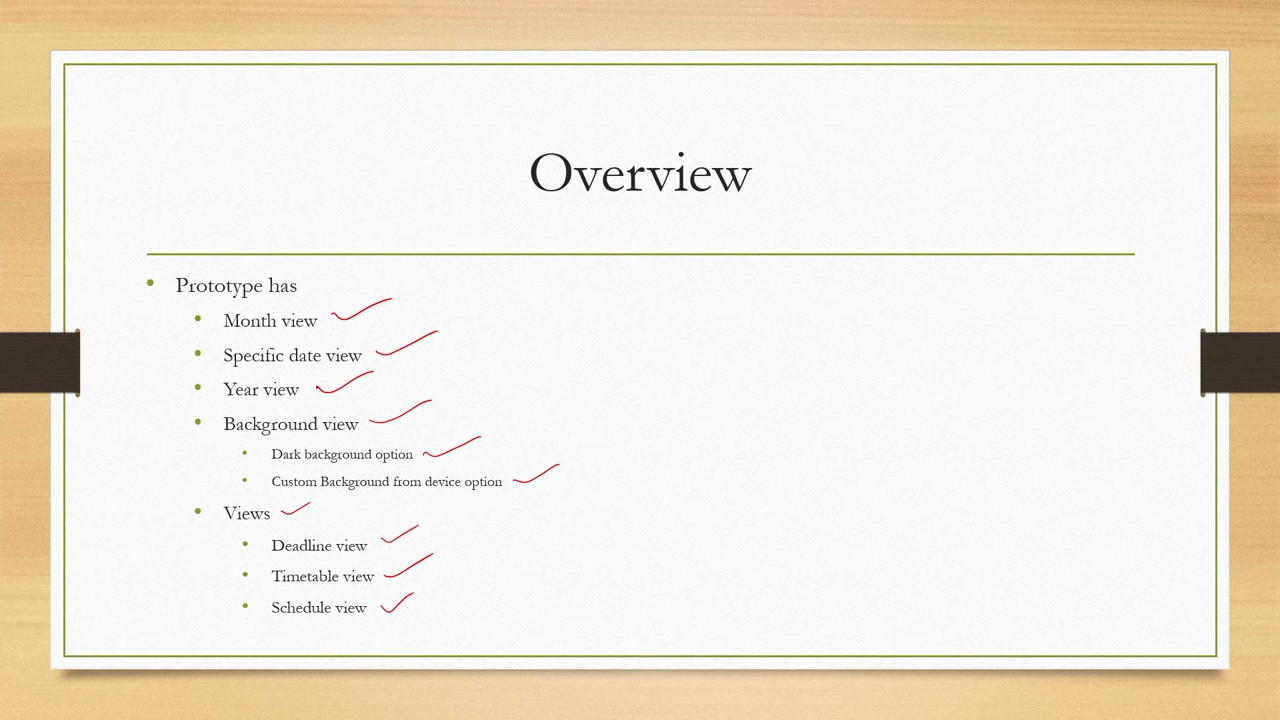 Overview
Prototype has
Month view
Specific date view
Year view
Background view
Dark background option
Custom Background from device option
Views
Deadline view
Timetable view
Schedule view